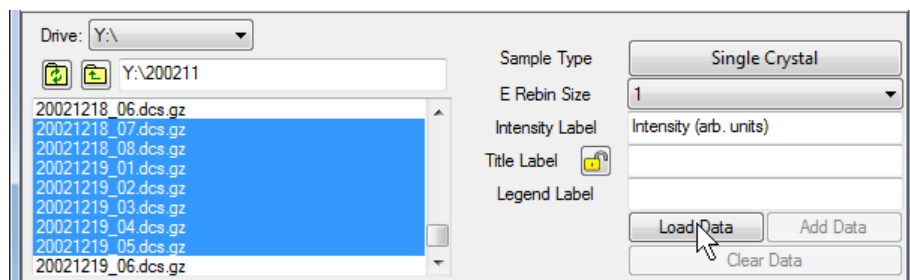 Drive: Y:\
Y:\200211
20021218_06.dcs.gz
20021218_07.dcs.gz
20021218_08.dcs.gz
20021219_01.dcs.gz
20021219_02.dcs.gz
20021219_03.dcs.gz
20021219_04.dcs.gz
20021219_05.dcs.gz
20021219_06.dcs.gz
Sample Type Single Crystal
E Rebin Size 1
Intensity Label Intensity (arb. units)
Title Label
Legend Label
Load Data Add Data
Clear Data